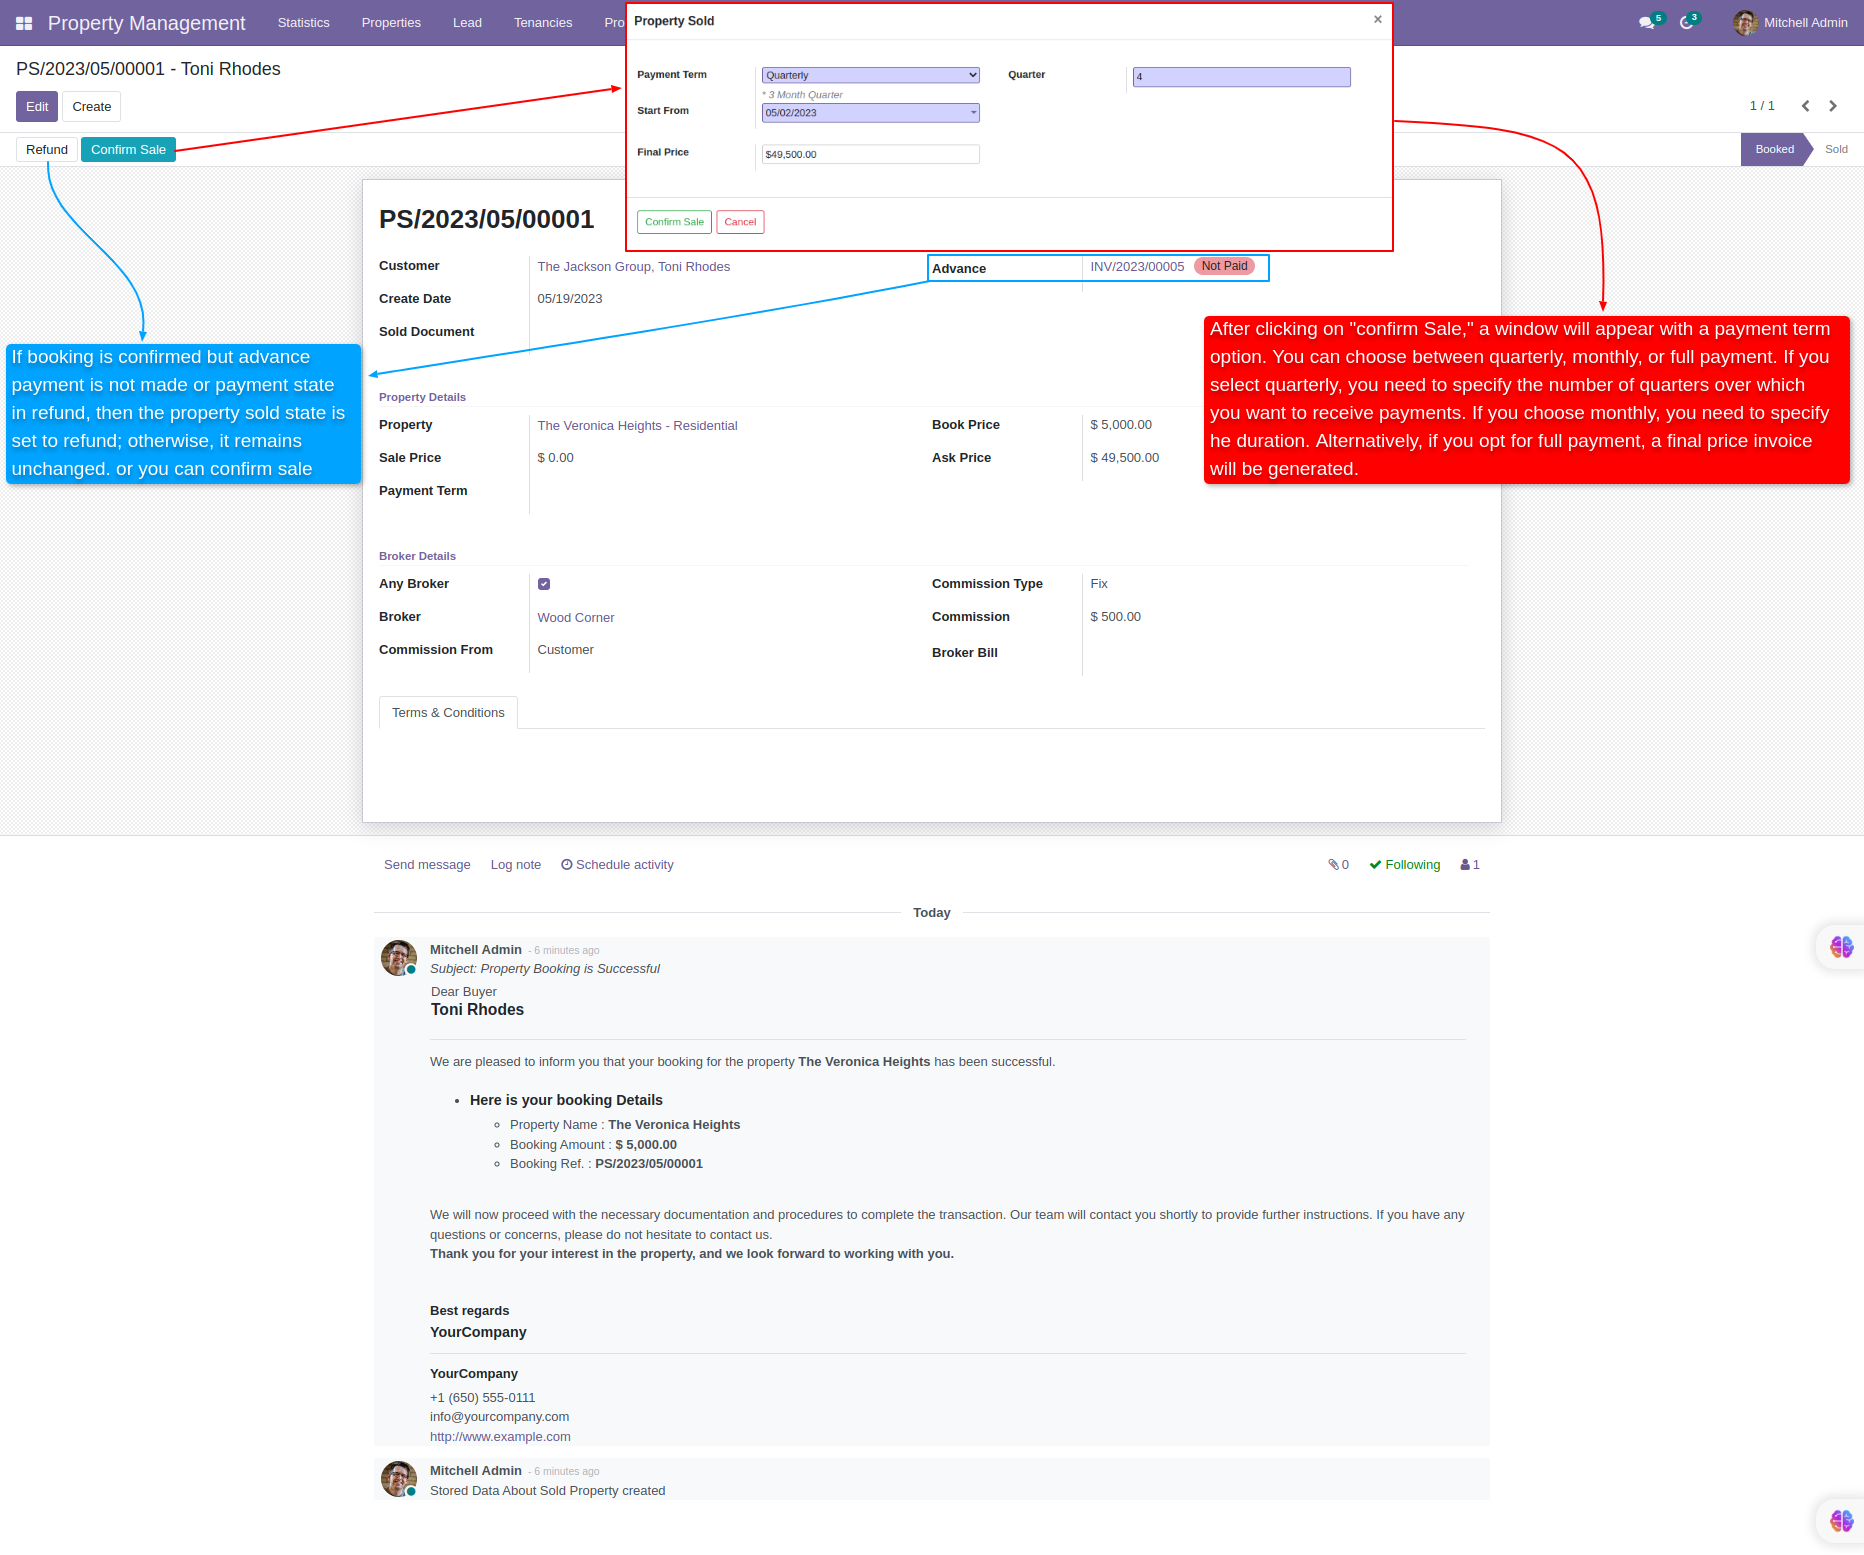 Property Management
Statistics
Properties
Lead
Tenancies
Pro
5
3
Mitchell Admin
PS/2023/05/00001 - Toni Rhodes
Edit
Create
1 / 1
Refund
Confirm Sale
Booked
Sold
Property Sold
×
Payment Term
Quarterly
* 3 Month Quarter
Quarter
4
Start From
05/02/2023
Final Price
$49,500.00
Confirm Sale
Cancel
PS/2023/05/00001
Customer
The Jackson Group, Toni Rhodes
Advance
INV/2023/00005
Not Paid
Create Date
05/19/2023
Sold Document
If booking is confirmed but advance
payment is not made or payment state
in refund, then the property sold state is
set to refund; otherwise, it remains
unchanged. or you can confirm sale
After clicking on "confirm Sale," a window will appear with a payment term
option. You can choose between quarterly, monthly, or full payment. If you
select quarterly, you need to specify the number of quarters over which
you want to receive payments. If you choose monthly, you need to specify
he duration. Alternatively, if you opt for full payment, a final price invoice
will be generated.
Property Details
Property
The Veronica Heights - Residential
Book Price
$ 5,000.00
Sale Price
$ 0.00
Ask Price
$ 49,500.00
Payment Term
Broker Details
Any Broker
Commission Type
Fix
Broker
Wood Corner
Commission
$ 500.00
Commission From
Customer
Broker Bill
Terms & Conditions
Send message
Log note
Schedule activity
0
Following
1
Today
Mitchell Admin - 6 minutes ago
Subject: Property Booking is Successful
Dear Buyer
Toni Rhodes
We are pleased to inform you that your booking for the property The Veronica Heights has been successful.
Here is your booking Details
Property Name : The Veronica Heights
Booking Amount : $ 5,000.00
Booking Ref. : PS/2023/05/00001
We will now proceed with the necessary documentation and procedures to complete the transaction. Our team will contact you shortly to provide further instructions. If you have any
questions or concerns, please do not hesitate to contact us.
Thank you for your interest in the property, and we look forward to working with you.
Best regards
YourCompany
YourCompany
+1 (650) 555-0111
info@yourcompany.com
http://www.example.com
Mitchell Admin - 6 minutes ago
Stored Data About Sold Property created